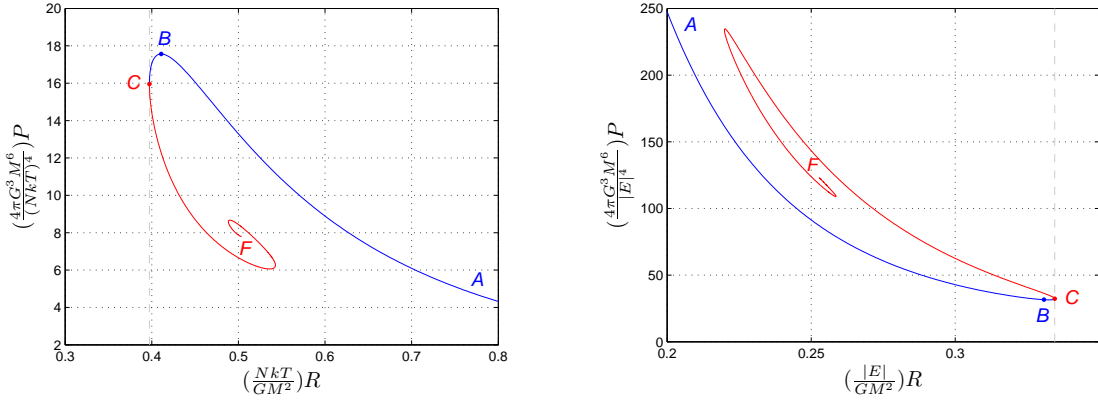 20
18
16
14
12
10
8
6
4
2
0.3
0.4
0.5
0.6
0.7
0.8
B
C
F
A
(4πG³M⁶/(NkT)⁴)P
(NkT/GM²)R
250
200
150
100
50
0
0.2
0.25
0.3
A
F
B
C
(4πG³M⁶/|E|⁴)P
(|E|/GM²)R